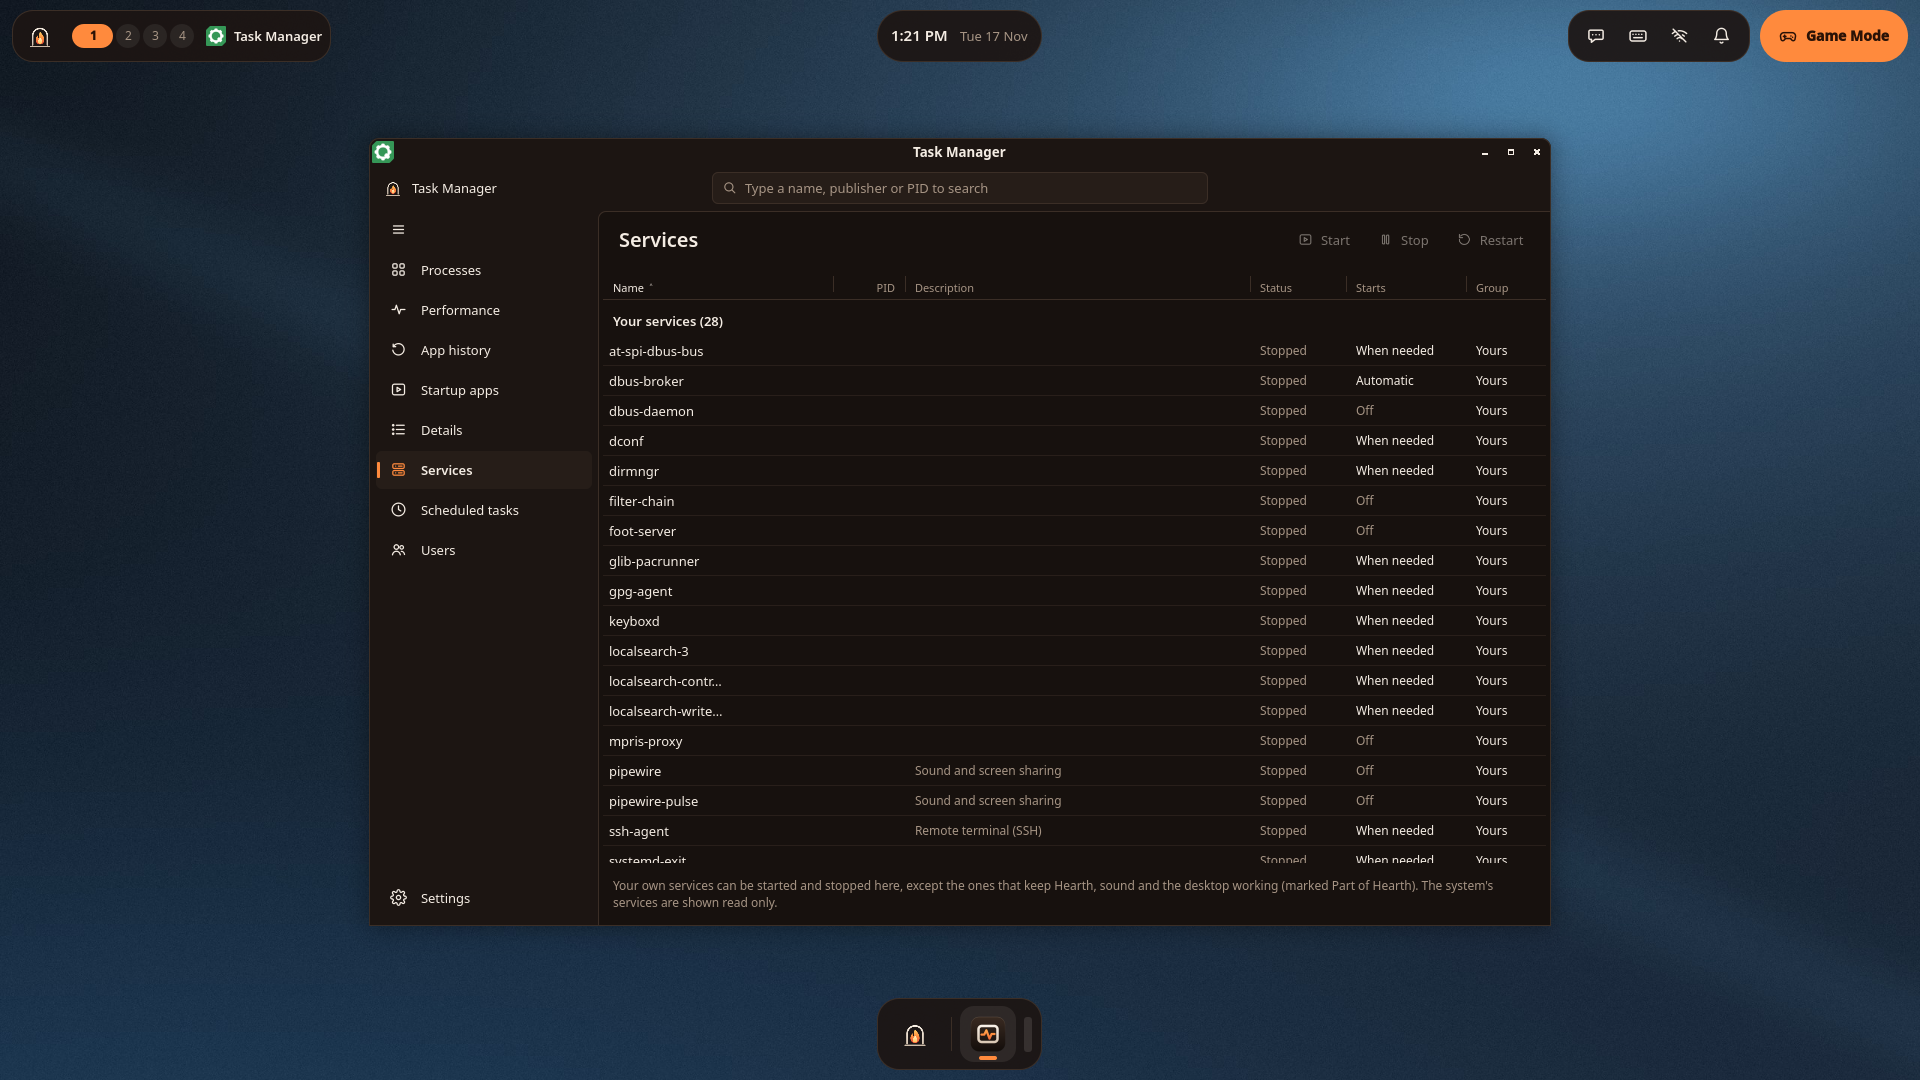 1 2 3 4 Task Manager
1:21 PM Tue 17 Nov
Game Mode
Task Manager
Task Manager
Type a name, publisher or PID to search
Processes
Performance
App history
Startup apps
Details
Services
Scheduled tasks
Users
Settings
Services
Start Stop Restart
Name PID Description Status Starts Group
Your services (28)
at-spi-dbus-bus Stopped When needed Yours
dbus-broker Stopped Automatic Yours
dbus-daemon Stopped Off Yours
dconf Stopped When needed Yours
dirmngr Stopped When needed Yours
filter-chain Stopped Off Yours
foot-server Stopped Off Yours
glib-pacrunner Stopped When needed Yours
gpg-agent Stopped When needed Yours
keyboxd Stopped When needed Yours
localsearch-3 Stopped When needed Yours
localsearch-contr... Stopped When needed Yours
localsearch-write... Stopped When needed Yours
mpris-proxy Stopped Off Yours
pipewire Sound and screen sharing Stopped Off Yours
pipewire-pulse Sound and screen sharing Stopped Off Yours
ssh-agent Remote terminal (SSH) Stopped When needed Yours
systemd-exit Stopped When needed Yours
Your own services can be started and stopped here, except the ones that keep Hearth, sound and the desktop working (marked Part of Hearth). The system's
services are shown read only.